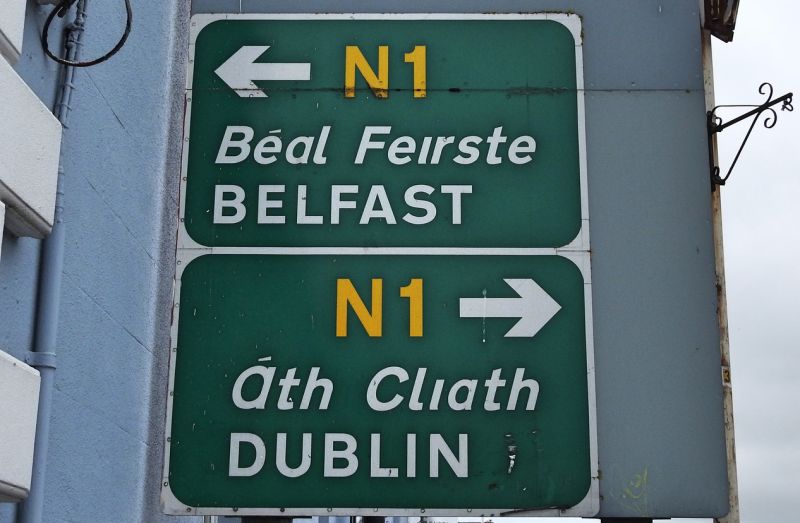 N1
Béal Feirste
BELFAST
N1
Áth Cliath
DUBLIN